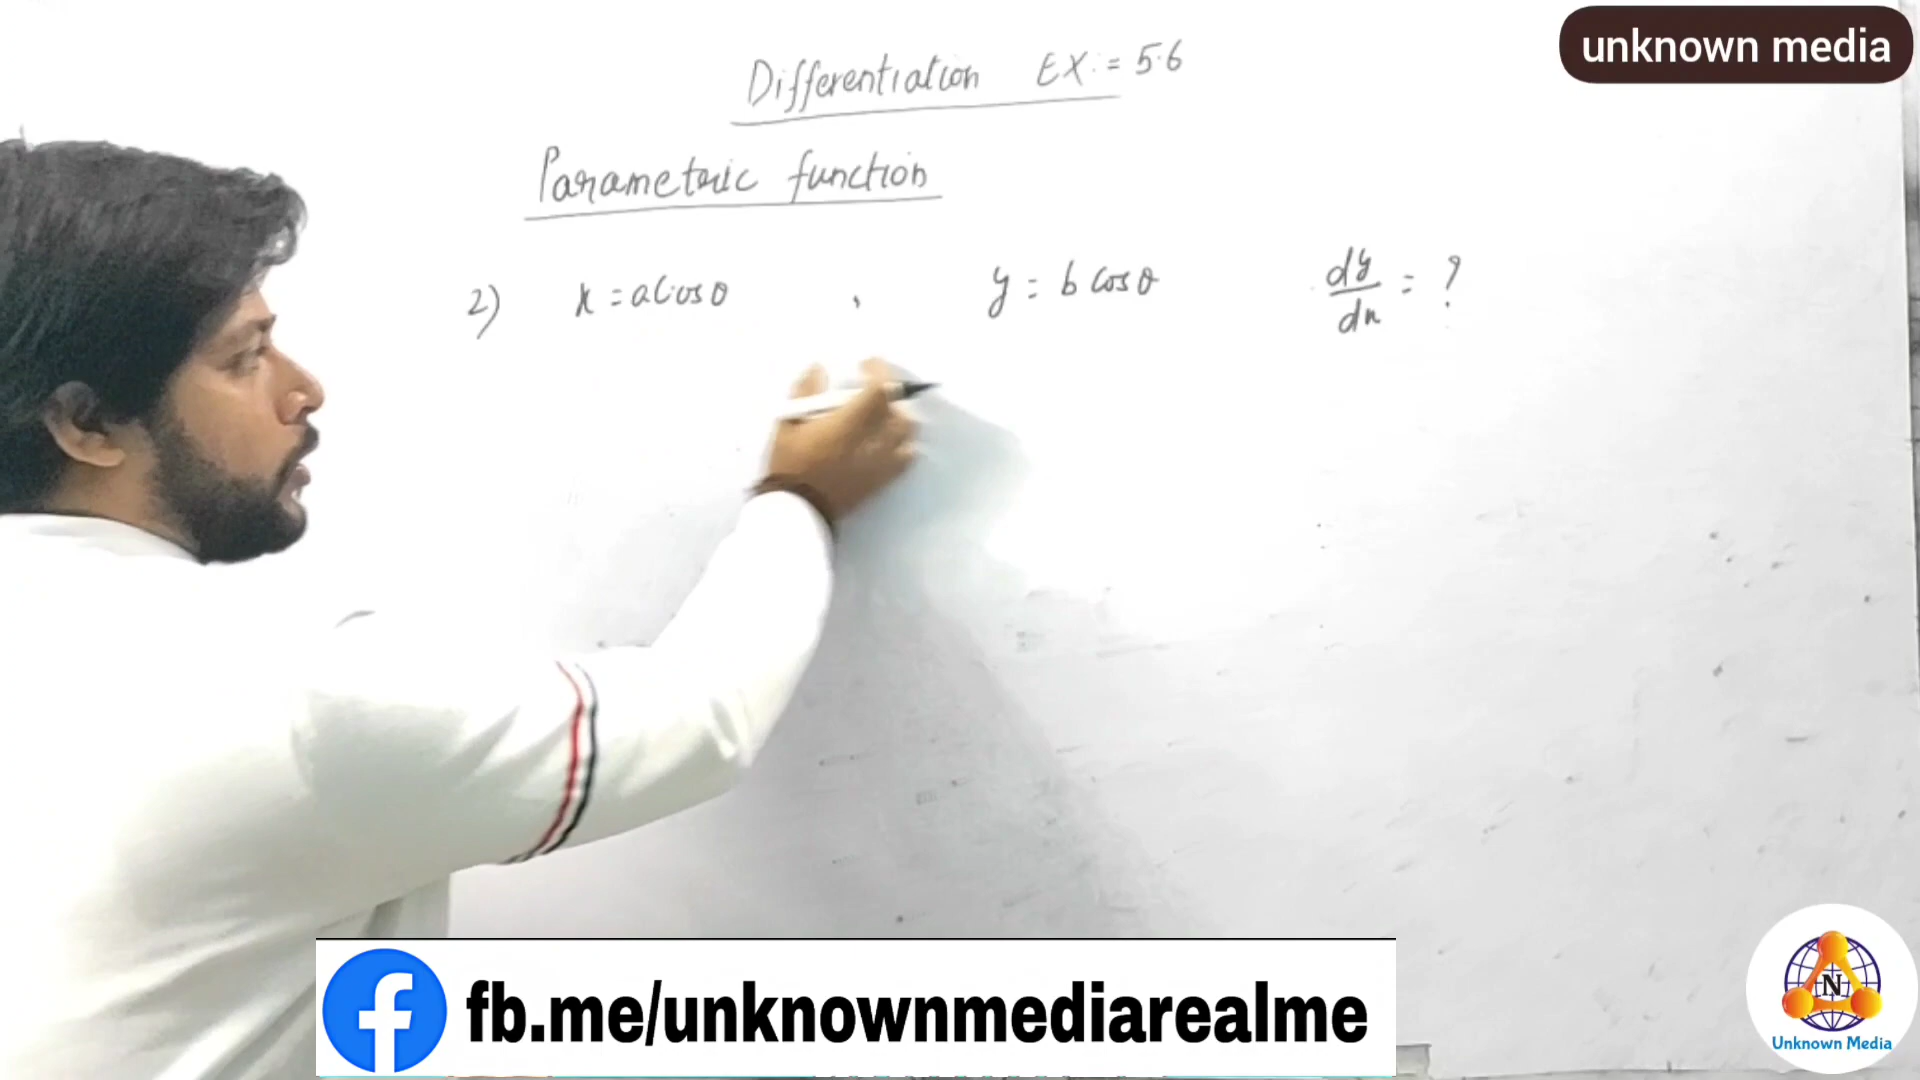 unknown media
Differentiation EX:= 5.6
Parametric function
2) x = a cos θ , y = b cos θ dy/dx = ?
fb.me/unknownmediarealme
N
Unknown Media